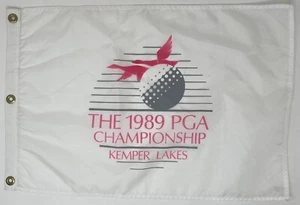 THE 1989 PGA
CHAMPIONSHIP
KEMPER LAKES